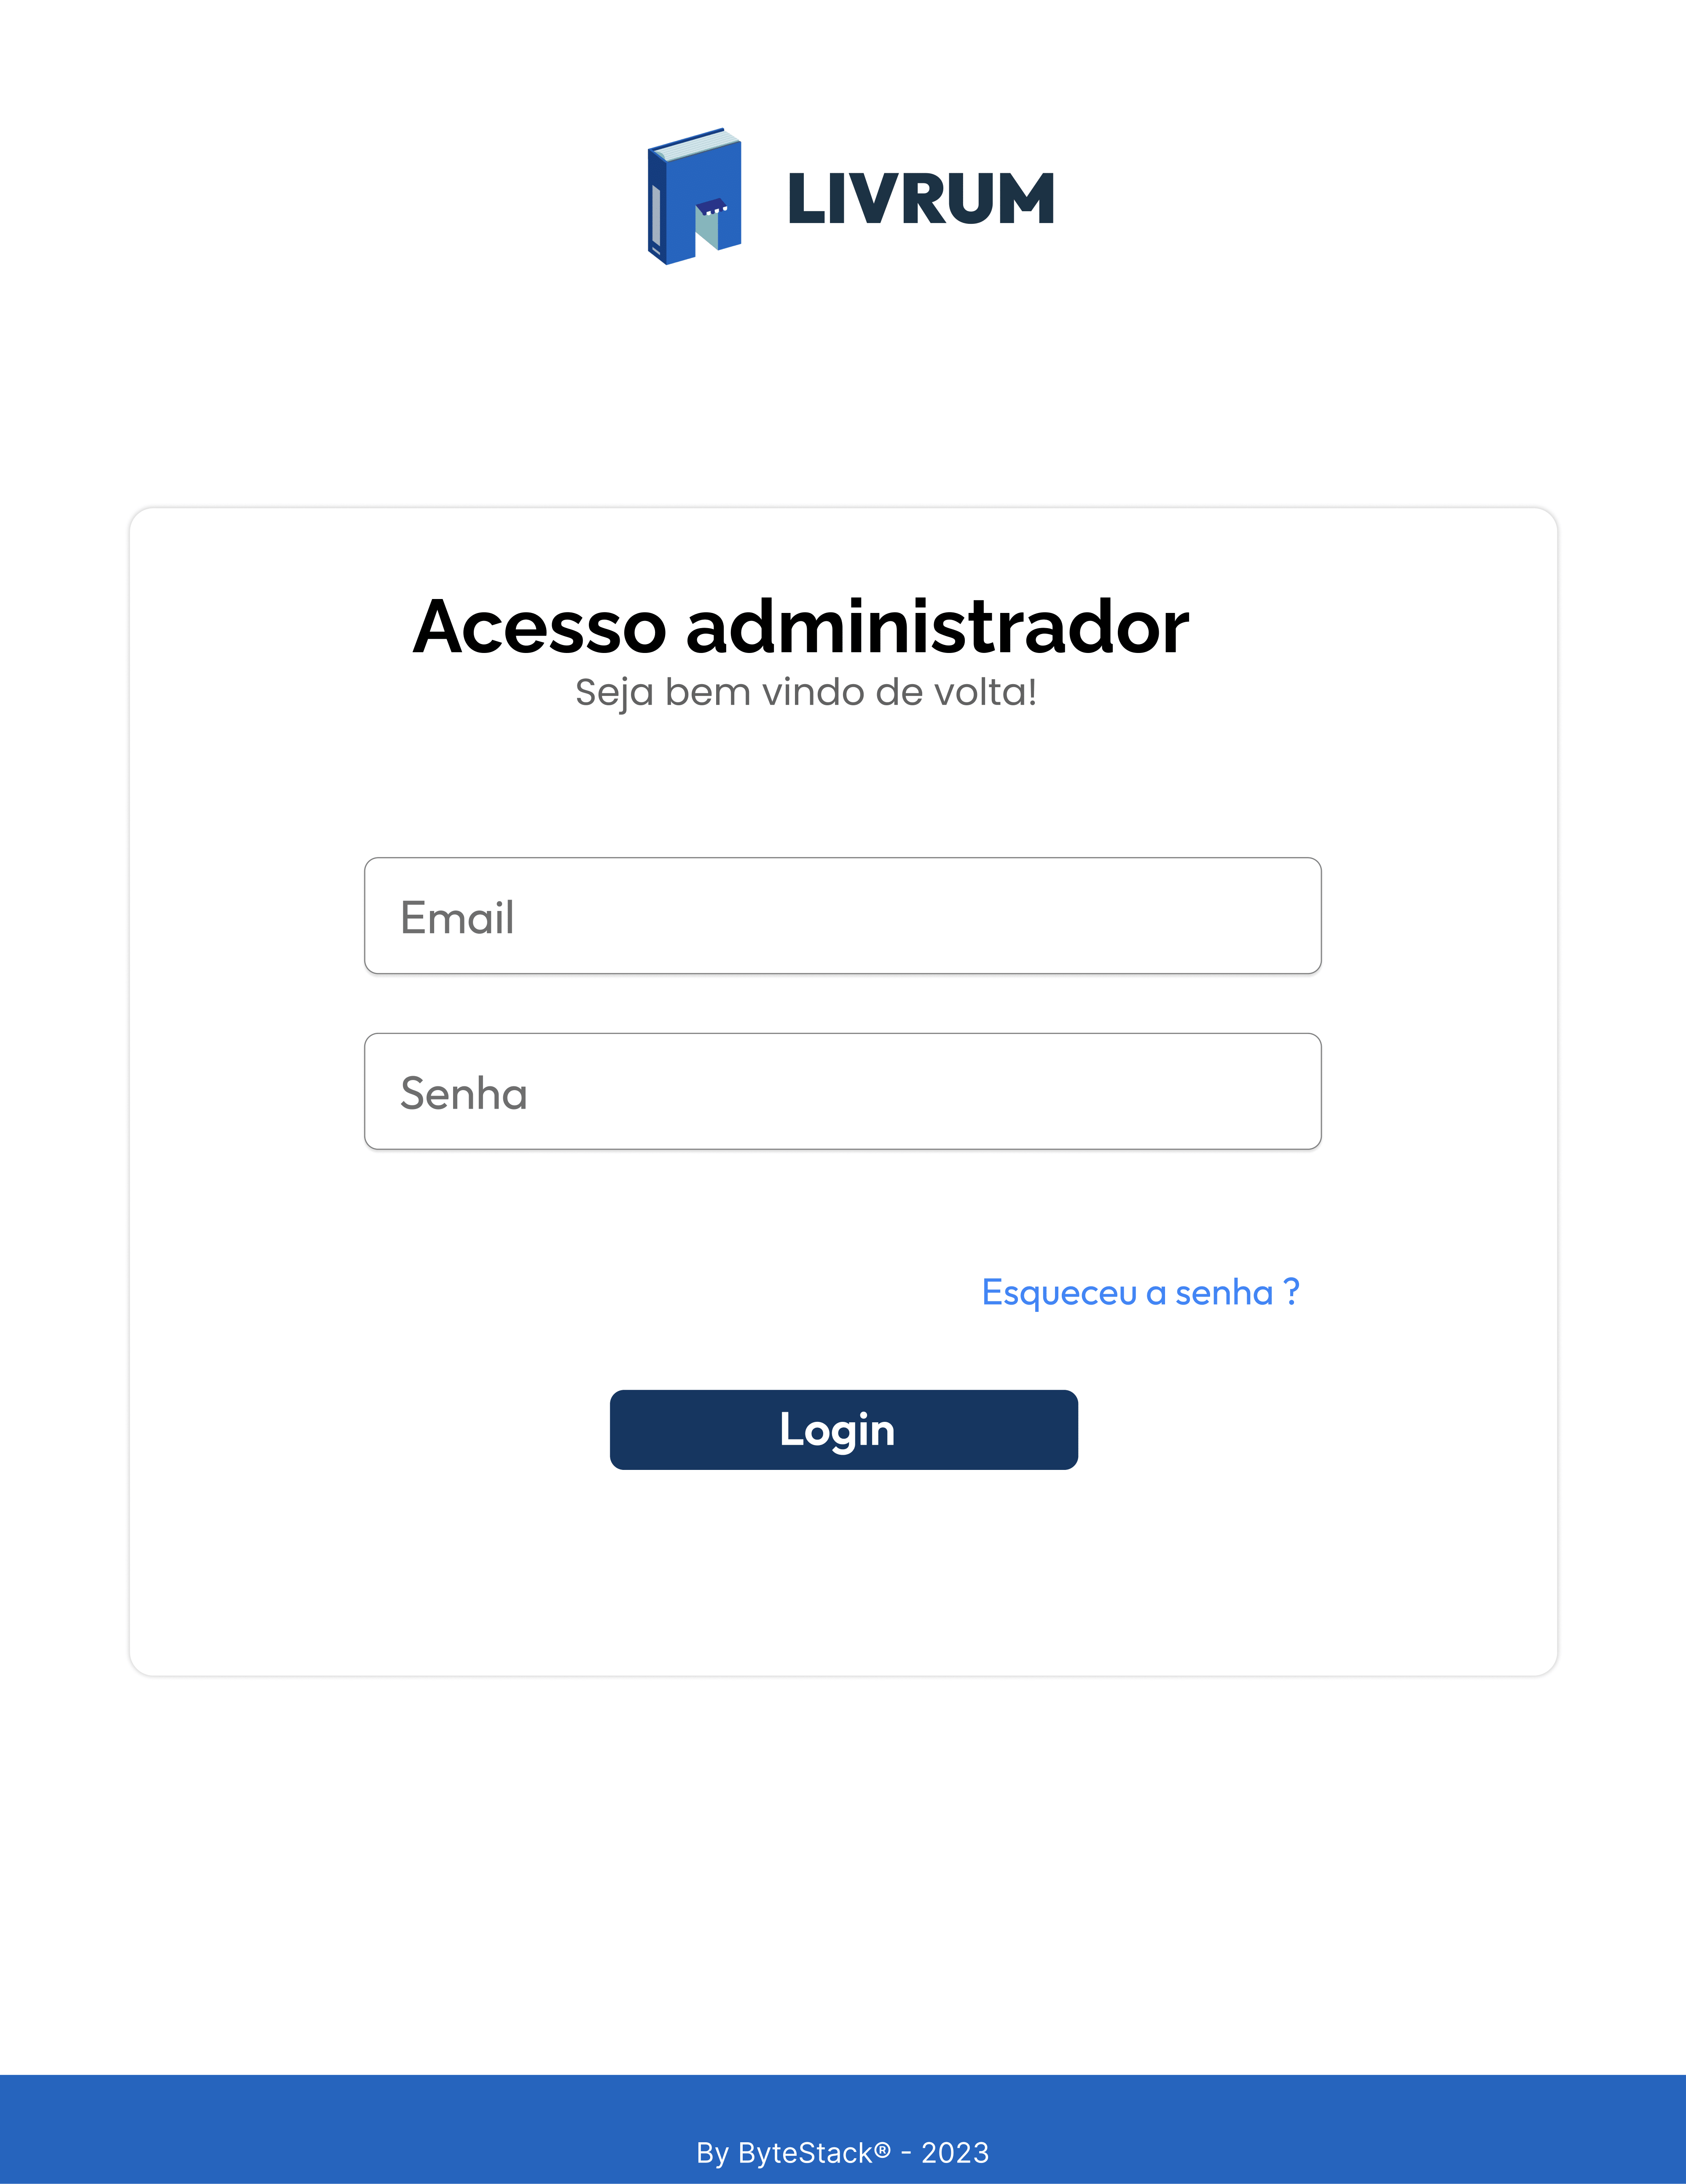 LIVRUM
Acesso administrador
Seja bem vindo de volta!
Email
Senha
Esqueceu a senha ?
Login
By ByteStack® - 2023